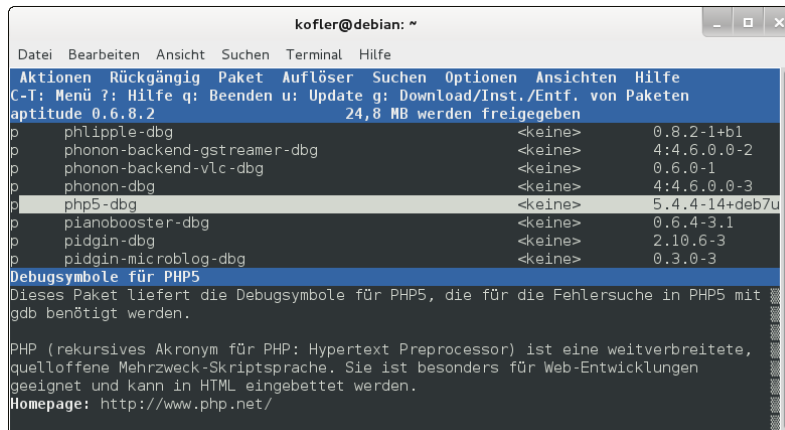 kofler@debian: ~
Datei Bearbeiten Ansicht Suchen Terminal Hilfe
Aktionen Rückgängig Paket Auflöser Suchen Optionen Ansichten Hilfe
C-T: Menü ?: Hilfe q: Beenden u: Update g: Download/Inst./Entf. von Paketen
aptitude 0.6.8.2 24,8 MB werden freigegeben
p phlipple-dbg <keine> 0.8.2-1+b1
p phonon-backend-gstreamer-dbg <keine> 4:4.6.0.0-2
p phonon-backend-vlc-dbg <keine> 0.6.0-1
p phonon-dbg <keine> 4:4.6.0.0-3
p php5-dbg <keine> 5.4.4-14+deb7u
p pianobooster-dbg <keine> 0.6.4-3.1
p pidgin-dbg <keine> 2.10.6-3
p pidgin-microblog-dbg <keine> 0.3.0-3
Debugsymbole für PHP5
Dieses Paket liefert die Debugsymbole für PHP5, die für die Fehlersuche in PHP5 mit
gdb benötigt werden.
PHP (rekursives Akronym für PHP: Hypertext Preprocessor) ist eine weitverbreitete,
quelloffene Mehrzweck-Skriptsprache. Sie ist besonders für Web-Entwicklungen
geeignet und kann in HTML eingebettet werden.
Homepage: http://www.php.net/